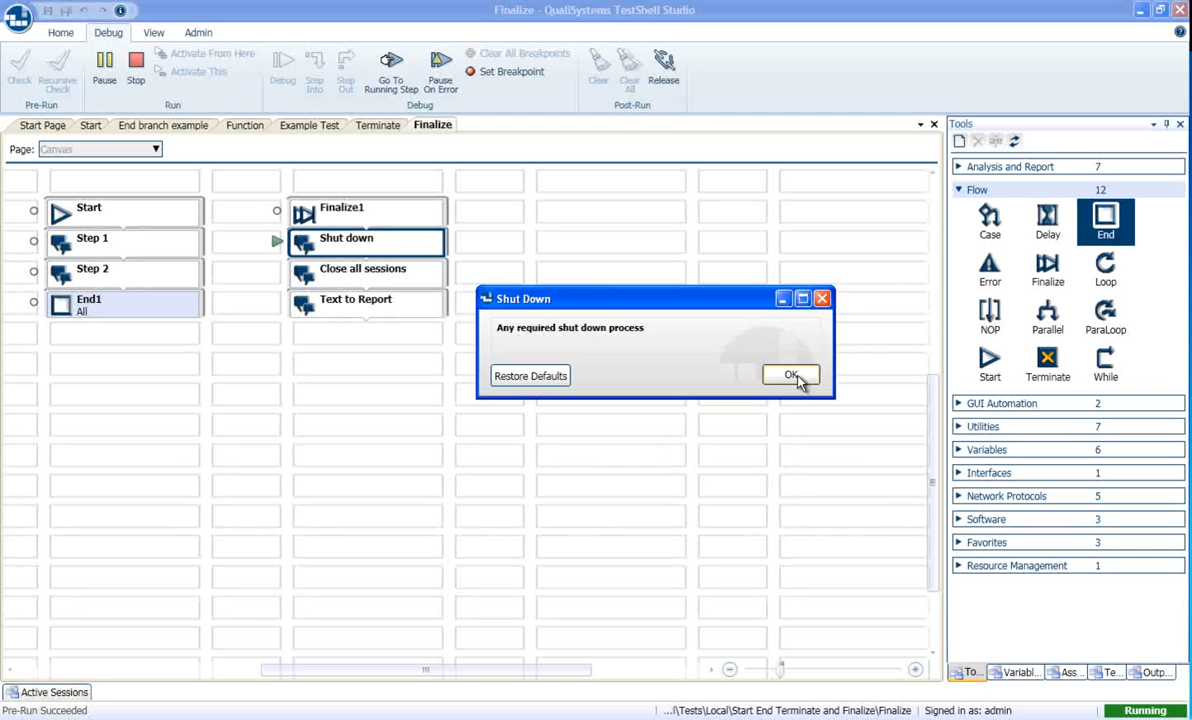 Finalize - QualiSystems TestShell Studio
Home Debug View Admin
Check Recursive Check Pause Stop Activate From Here Activate This
Debug Step Into Step Out Go To Running Step Pause On Error Clear All Breakpoints Set Breakpoint
Clear Clear All Release
Pre-Run Run Debug Post-Run
Start Page Start End branch example Function Example Test Terminate Finalize
Page: Canvas
Start
Step 1
Step 2
End1
All
Finalize1
Shut down
Close all sessions
Text to Report
Shut Down
Any required shut down process
Restore Defaults OK
Tools
Analysis and Report 7
Flow 12
Case Delay End
Error Finalize Loop
NOP Parallel ParaLoop
Start Terminate While
GUI Automation 2
Utilities 7
Variables 6
Interfaces 1
Network Protocols 5
Software 3
Favorites 3
Resource Management 1
To... Variabl... Ass... Te... Outp...
Active Sessions
Pre-Run Succeeded ...l\Tests\Local\Start End Terminate and Finalize\Finalize Signed in as: admin Running